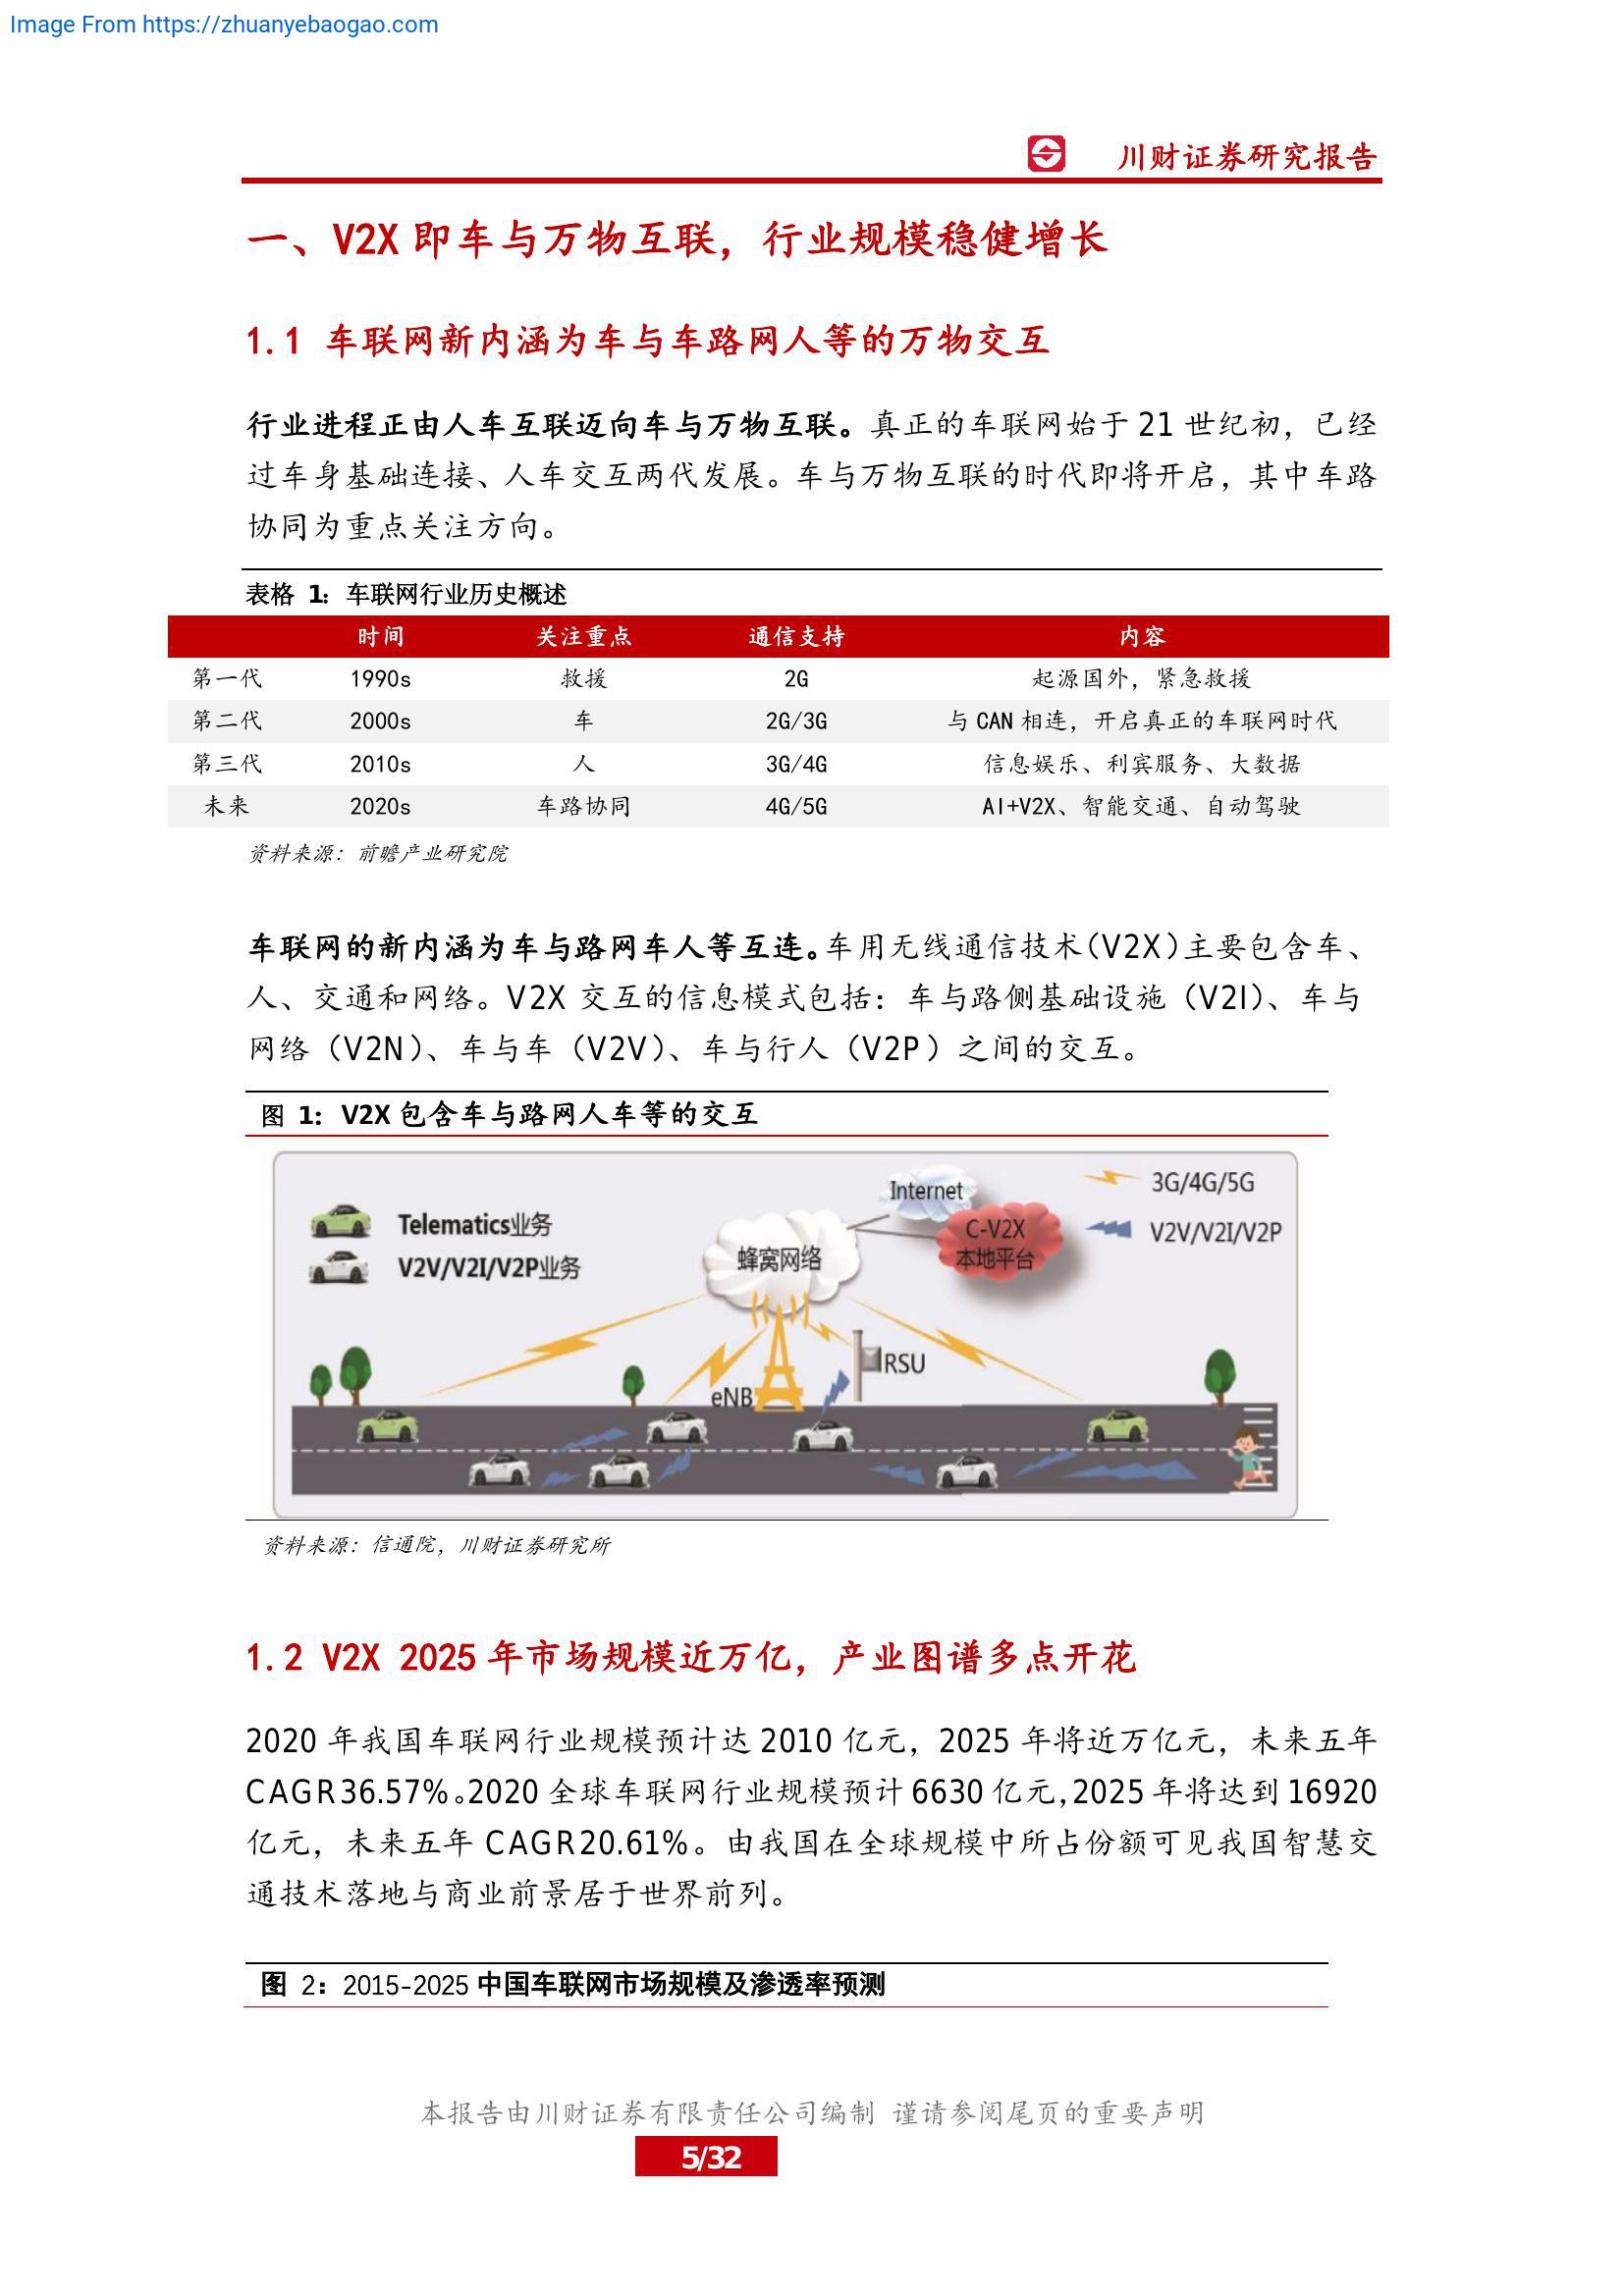 Image From https://zhuanyebaogao.com
川财证券研究报告
一、V2X 即车与万物互联，行业规模稳健增长
1.1 车联网新内涵为车与车路网人等的万物交互
行业进程正由人车互联迈向车与万物互联。真正的车联网始于 21 世纪初，已经
过车身基础连接、人车交互两代发展。车与万物互联的时代即将开启，其中车路
协同为重点关注方向。
表格 1：车联网行业历史概述
时间 关注重点 通信支持 内容
第一代 1990s 救援 2G 起源国外，紧急救援
第二代 2000s 车 2G/3G 与 CAN 相连，开启真正的车联网时代
第三代 2010s 人 3G/4G 信息娱乐、利宾服务、大数据
未来 2020s 车路协同 4G/5G AI+V2X、智能交通、自动驾驶
资料来源：前瞻产业研究院
车联网的新内涵为车与路网车人等互连。车用无线通信技术（V2X）主要包含车、
人、交通和网络。V2X 交互的信息模式包括：车与路侧基础设施（V2I）、车与
网络（V2N）、车与车（V2V）、车与行人（V2P）之间的交互。
图 1：V2X 包含车与路网人车等的交互
Telematics业务
V2V/V2I/V2P业务
蜂窝网络
Internet
C-V2X
本地平台
3G/4G/5G
V2V/V2I/V2P
eNB
RSU
资料来源：信通院，川财证券研究所
1.2 V2X 2025 年市场规模近万亿，产业图谱多点开花
2020 年我国车联网行业规模预计达 2010 亿元，2025 年将近万亿元，未来五年
CAGR36.57%。2020 全球车联网行业规模预计 6630 亿元，2025 年将达到 16920
亿元，未来五年 CAGR20.61%。由我国在全球规模中所占份额可见我国智慧交
通技术落地与商业前景居于世界前列。
图 2：2015-2025 中国车联网市场规模及渗透率预测
本报告由川财证券有限责任公司编制 谨请参阅尾页的重要声明
5/32